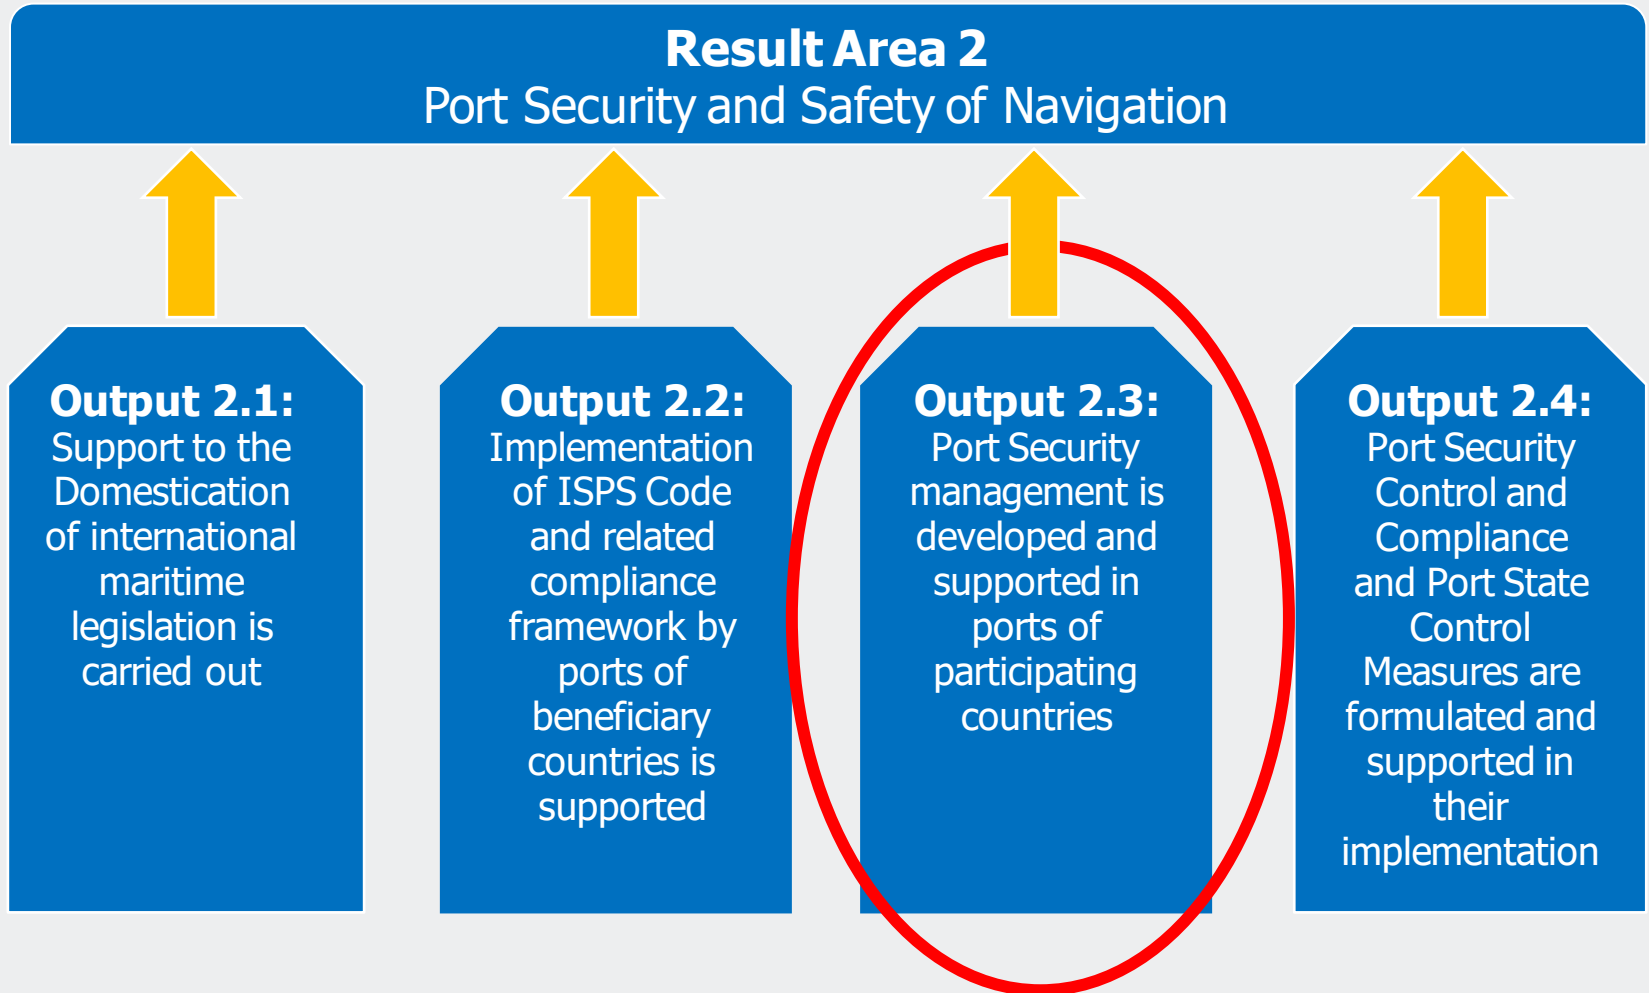 Result Area 2
Port Security and Safety of Navigation
Output 2.1:
Support to the
Domestication
of international
maritime
legislation is
carried out
Output 2.2:
Implementation
of ISPS Code
and related
compliance
framework by
ports of
beneficiary
countries is
supported
Output 2.3:
Port Security
management is
developed and
supported in
ports of
participating
countries
Output 2.4:
Port Security
Control and
Compliance
and Port State
Control
Measures are
formulated and
supported in
their
implementation